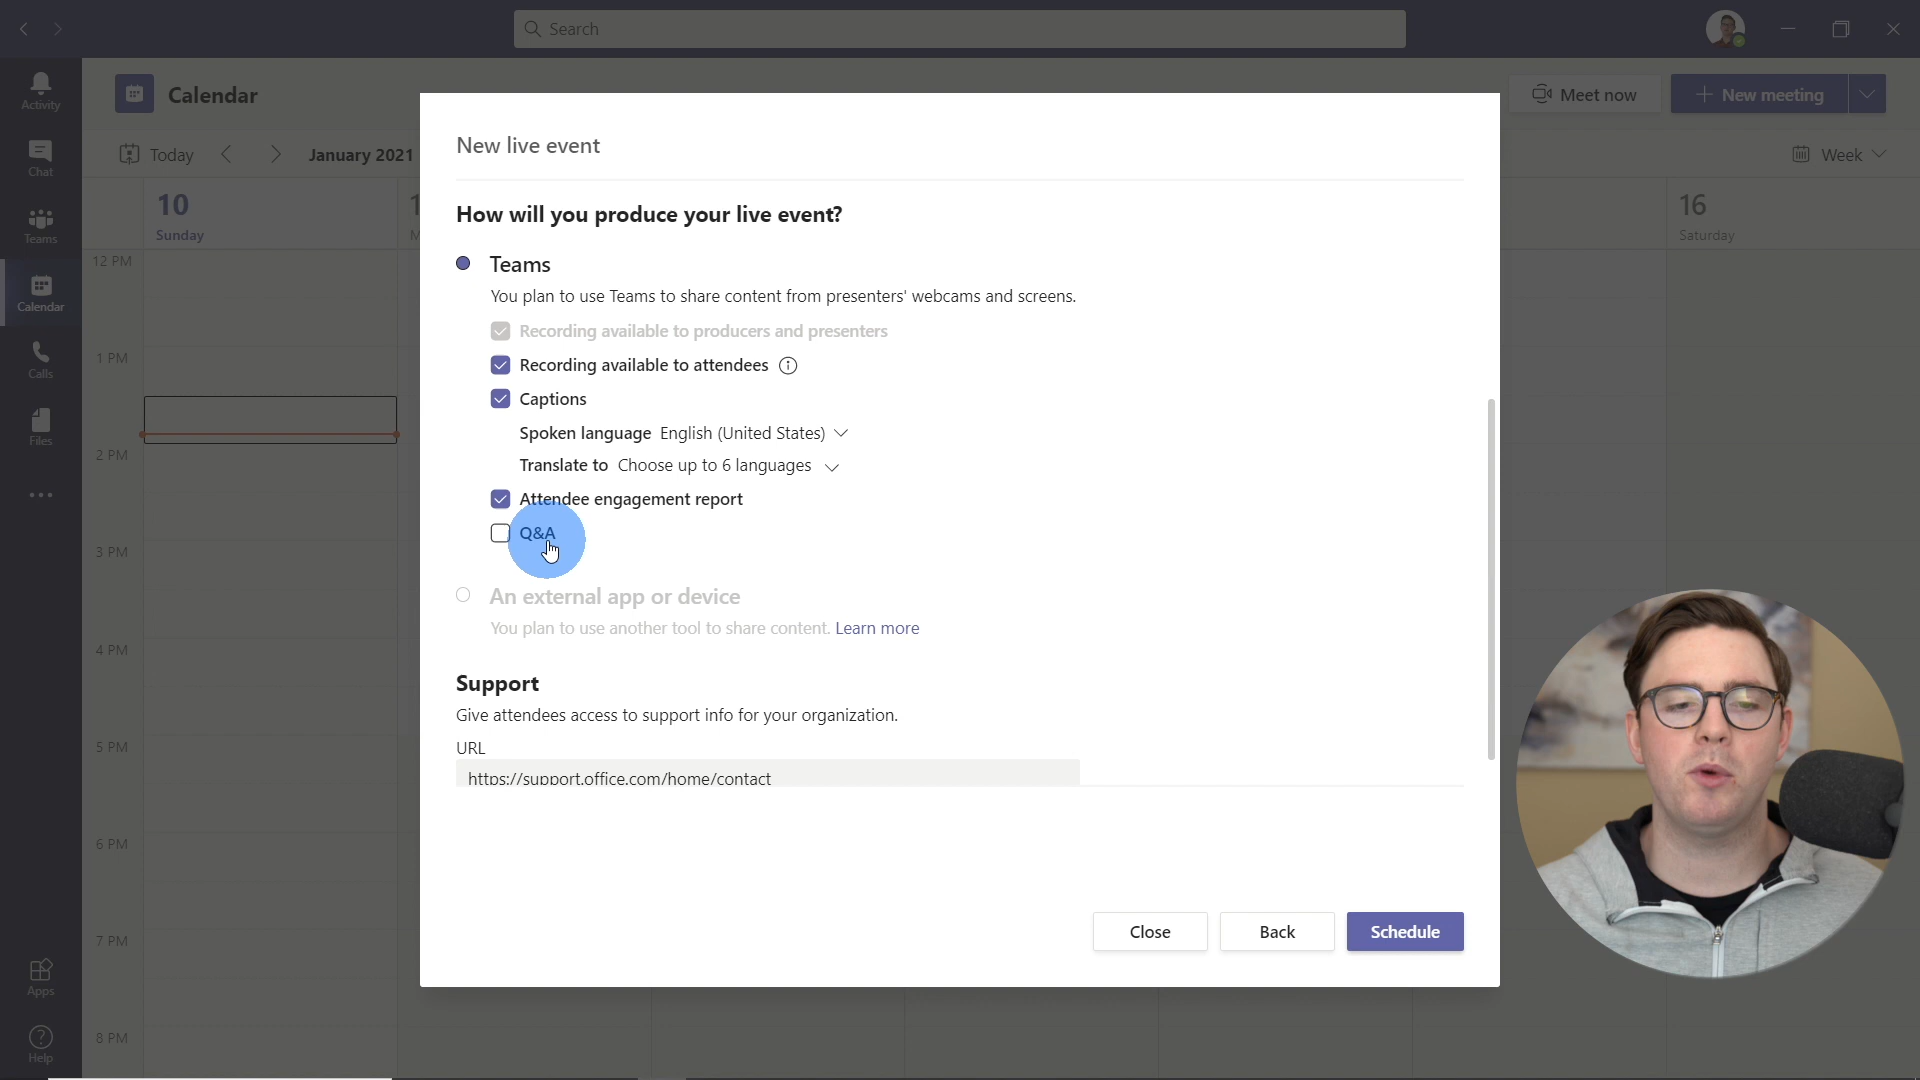 Search
Activity
Chat
Teams
Calendar
Calls
Files
Apps
Help
Calendar
Meet now
New meeting
Today
January 2021
Week
10
Sunday
16
Saturday
12 PM
1 PM
2 PM
3 PM
4 PM
5 PM
6 PM
7 PM
8 PM
New live event
How will you produce your live event?
Teams
You plan to use Teams to share content from presenters' webcams and screens.
Recording available to producers and presenters
Recording available to attendees
Captions
Spoken language English (United States)
Translate to Choose up to 6 languages
Attendee engagement report
Q&A
An external app or device
You plan to use another tool to share content. Learn more
Support
Give attendees access to support info for your organization.
URL
https://support.office.com/home/contact
Close
Back
Schedule